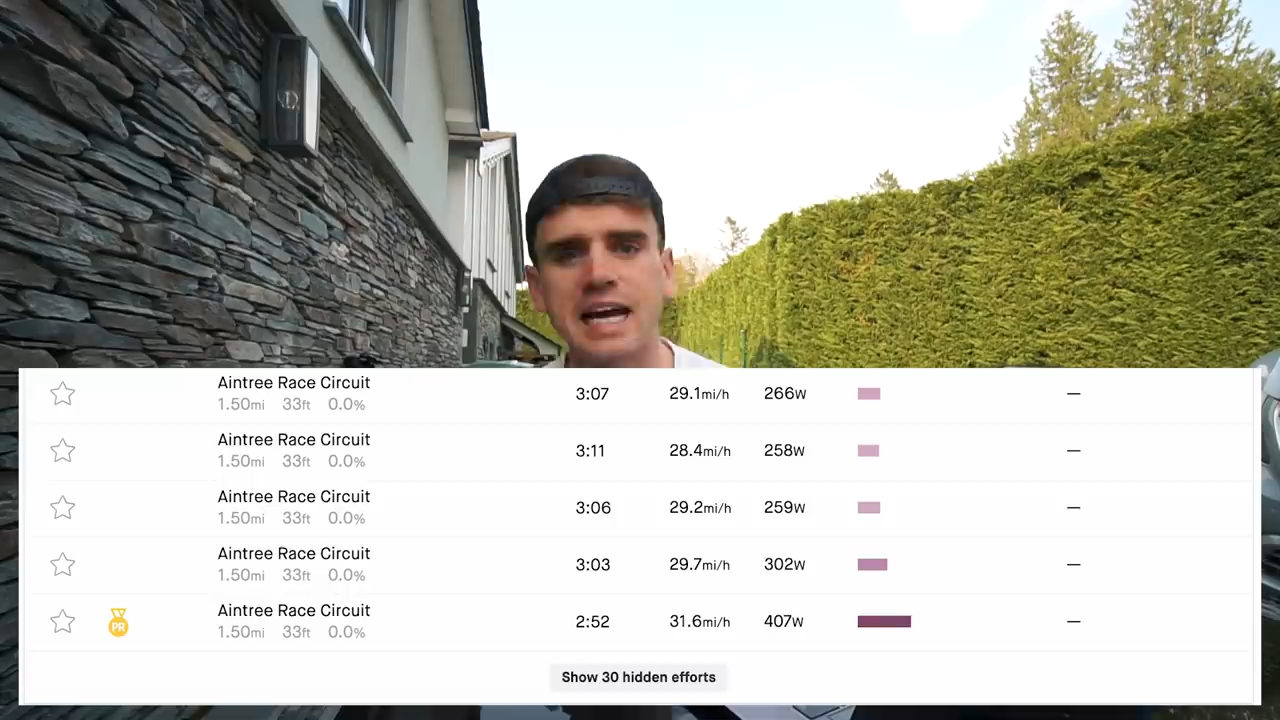 Aintree Race Circuit
1.50mi 33ft 0.0%
3:07 29.1mi/h 266W —
Aintree Race Circuit
1.50mi 33ft 0.0%
3:11 28.4mi/h 258W —
Aintree Race Circuit
1.50mi 33ft 0.0%
3:06 29.2mi/h 259W —
Aintree Race Circuit
1.50mi 33ft 0.0%
3:03 29.7mi/h 302W —
Aintree Race Circuit
1.50mi 33ft 0.0%
PR 2:52 31.6mi/h 407W —
Show 30 hidden efforts